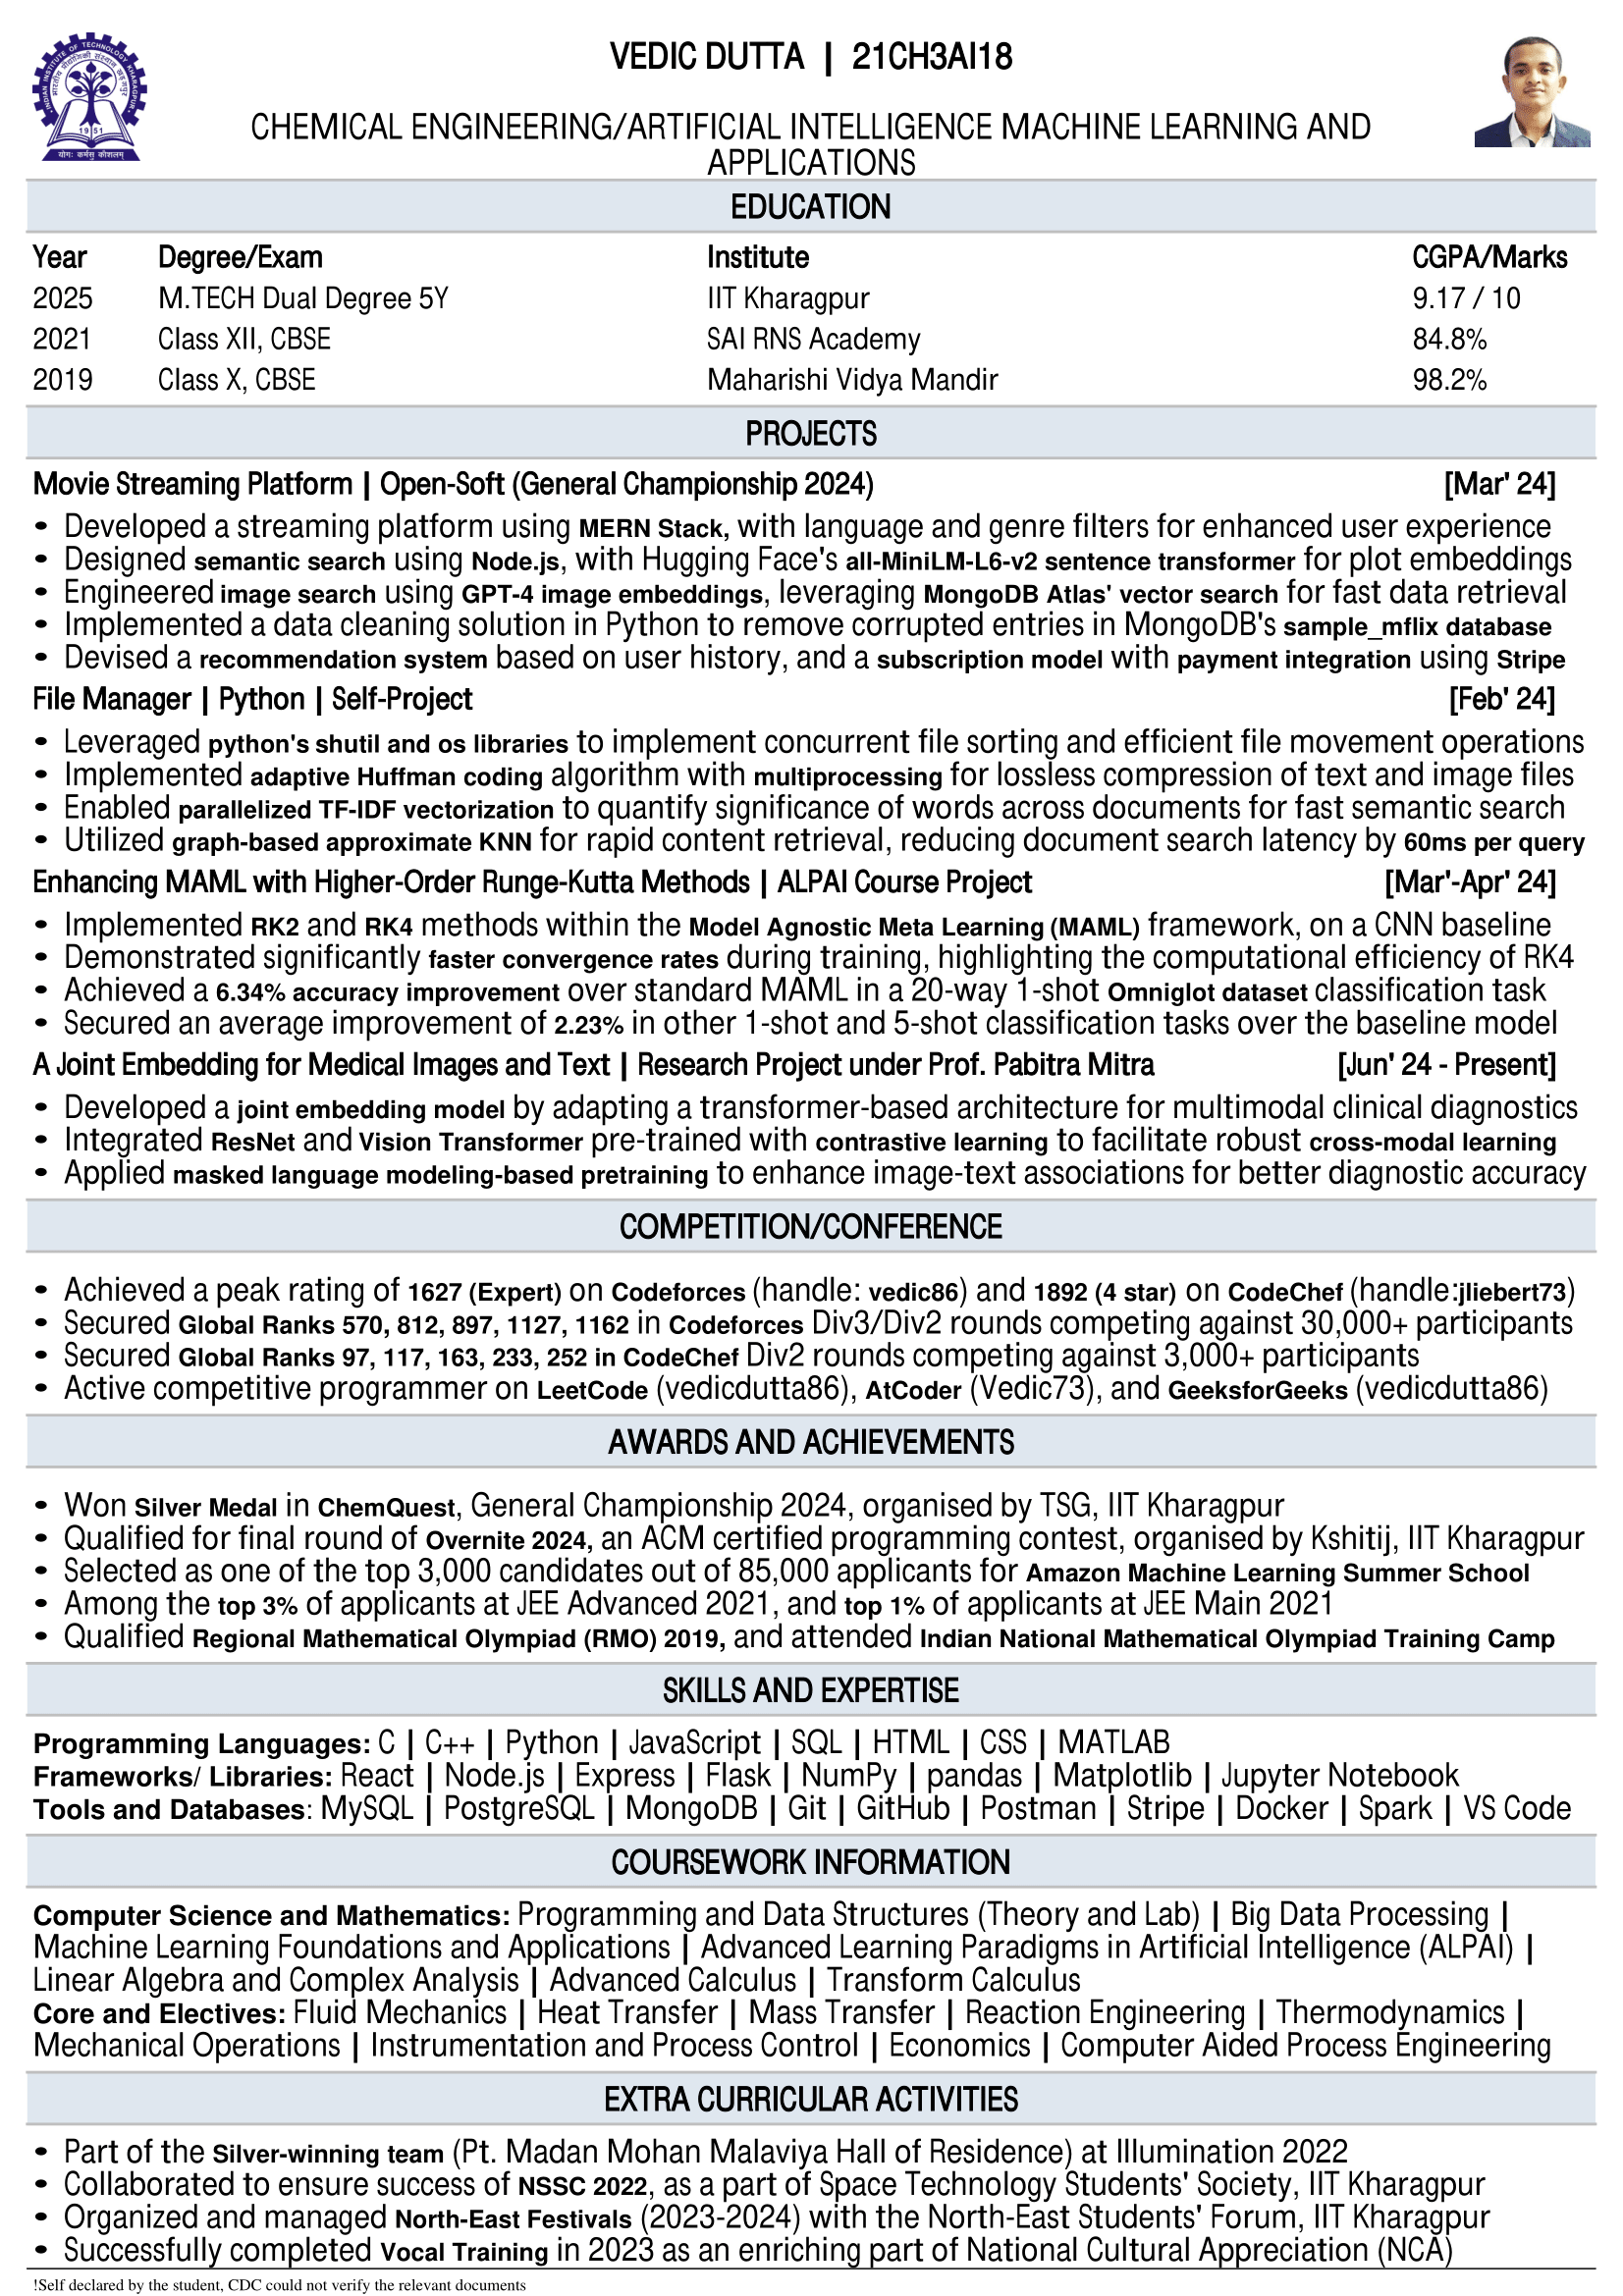 INDIAN INSTITUTE OF TECHNOLOGY KHARAGPUR
1951
योगः कर्मसु कौशलम्
VEDIC DUTTA | 21CH3AI18
CHEMICAL ENGINEERING/ARTIFICIAL INTELLIGENCE MACHINE LEARNING AND
APPLICATIONS
EDUCATION
Year Degree/Exam Institute CGPA/Marks
2025 M.TECH Dual Degree 5Y IIT Kharagpur 9.17 / 10
2021 Class XII, CBSE SAI RNS Academy 84.8%
2019 Class X, CBSE Maharishi Vidya Mandir 98.2%
PROJECTS
Movie Streaming Platform | Open-Soft (General Championship 2024) [Mar' 24]
• Developed a streaming platform using MERN Stack, with language and genre filters for enhanced user experience
• Designed semantic search using Node.js, with Hugging Face's all-MiniLM-L6-v2 sentence transformer for plot embeddings
• Engineered image search using GPT-4 image embeddings, leveraging MongoDB Atlas' vector search for fast data retrieval
• Implemented a data cleaning solution in Python to remove corrupted entries in MongoDB's sample_mflix database
• Devised a recommendation system based on user history, and a subscription model with payment integration using Stripe
File Manager | Python | Self-Project [Feb' 24]
• Leveraged python's shutil and os libraries to implement concurrent file sorting and efficient file movement operations
• Implemented adaptive Huffman coding algorithm with multiprocessing for lossless compression of text and image files
• Enabled parallelized TF-IDF vectorization to quantify significance of words across documents for fast semantic search
• Utilized graph-based approximate KNN for rapid content retrieval, reducing document search latency by 60ms per query
Enhancing MAML with Higher-Order Runge-Kutta Methods | ALPAI Course Project [Mar'-Apr' 24]
• Implemented RK2 and RK4 methods within the Model Agnostic Meta Learning (MAML) framework, on a CNN baseline
• Demonstrated significantly faster convergence rates during training, highlighting the computational efficiency of RK4
• Achieved a 6.34% accuracy improvement over standard MAML in a 20-way 1-shot Omniglot dataset classification task
• Secured an average improvement of 2.23% in other 1-shot and 5-shot classification tasks over the baseline model
A Joint Embedding for Medical Images and Text | Research Project under Prof. Pabitra Mitra [Jun' 24 - Present]
• Developed a joint embedding model by adapting a transformer-based architecture for multimodal clinical diagnostics
• Integrated ResNet and Vision Transformer pre-trained with contrastive learning to facilitate robust cross-modal learning
• Applied masked language modeling-based pretraining to enhance image-text associations for better diagnostic accuracy
COMPETITION/CONFERENCE
• Achieved a peak rating of 1627 (Expert) on Codeforces (handle: vedic86) and 1892 (4 star) on CodeChef (handle:jliebert73)
• Secured Global Ranks 570, 812, 897, 1127, 1162 in Codeforces Div3/Div2 rounds competing against 30,000+ participants
• Secured Global Ranks 97, 117, 163, 233, 252 in CodeChef Div2 rounds competing against 3,000+ participants
• Active competitive programmer on LeetCode (vedicdutta86), AtCoder (Vedic73), and GeeksforGeeks (vedicdutta86)
AWARDS AND ACHIEVEMENTS
• Won Silver Medal in ChemQuest, General Championship 2024, organised by TSG, IIT Kharagpur
• Qualified for final round of Overnite 2024, an ACM certified programming contest, organised by Kshitij, IIT Kharagpur
• Selected as one of the top 3,000 candidates out of 85,000 applicants for Amazon Machine Learning Summer School
• Among the top 3% of applicants at JEE Advanced 2021, and top 1% of applicants at JEE Main 2021
• Qualified Regional Mathematical Olympiad (RMO) 2019, and attended Indian National Mathematical Olympiad Training Camp
SKILLS AND EXPERTISE
Programming Languages: C | C++ | Python | JavaScript | SQL | HTML | CSS | MATLAB
Frameworks/ Libraries: React | Node.js | Express | Flask | NumPy | pandas | Matplotlib | Jupyter Notebook
Tools and Databases: MySQL | PostgreSQL | MongoDB | Git | GitHub | Postman | Stripe | Docker | Spark | VS Code
COURSEWORK INFORMATION
Computer Science and Mathematics: Programming and Data Structures (Theory and Lab) | Big Data Processing |
Machine Learning Foundations and Applications | Advanced Learning Paradigms in Artificial Intelligence (ALPAI) |
Linear Algebra and Complex Analysis | Advanced Calculus | Transform Calculus
Core and Electives: Fluid Mechanics | Heat Transfer | Mass Transfer | Reaction Engineering | Thermodynamics |
Mechanical Operations | Instrumentation and Process Control | Economics | Computer Aided Process Engineering
EXTRA CURRICULAR ACTIVITIES
• Part of the Silver-winning team (Pt. Madan Mohan Malaviya Hall of Residence) at Illumination 2022
• Collaborated to ensure success of NSSC 2022, as a part of Space Technology Students' Society, IIT Kharagpur
• Organized and managed North-East Festivals (2023-2024) with the North-East Students' Forum, IIT Kharagpur
• Successfully completed Vocal Training in 2023 as an enriching part of National Cultural Appreciation (NCA)
!Self declared by the student, CDC could not verify the relevant documents